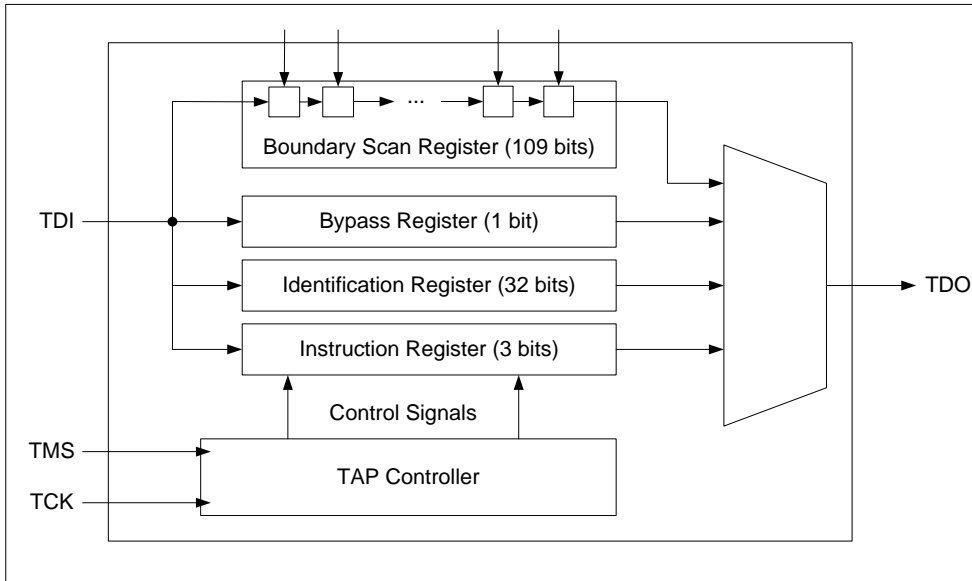 ...
Boundary Scan Register (109 bits)
TDI
Bypass Register (1 bit)
Identification Register (32 bits)
TDO
Instruction Register (3 bits)
Control Signals
TMS
TAP Controller
TCK